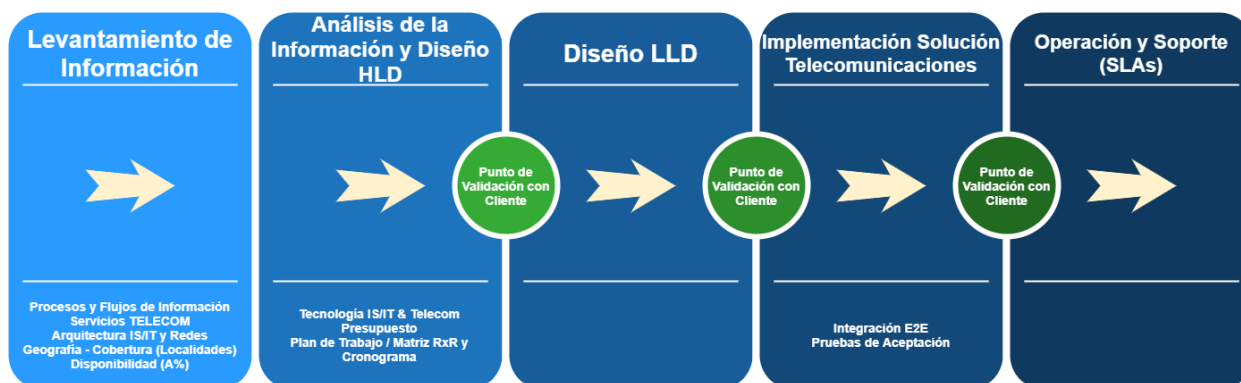 Levantamiento de
Información
Análisis de la
Información y Diseño
HLD
Diseño LLD
Implementación Solución
Telecomunicaciones
Operación y Soporte
(SLAs)
Punto de
Validación con
Cliente
Punto de
Validación con
Cliente
Punto de
Validación con
Cliente
Procesos y Flujos de Información
Servicios TELECOM
Arquitectura IS/IT y Redes
Geografía - Cobertura (Localidades)
Disponibilidad (A%)
Tecnología IS/IT & Telecom
Presupuesto
Plan de Trabajo / Matriz RxR y
Cronograma
Integración E2E
Pruebas de Aceptación